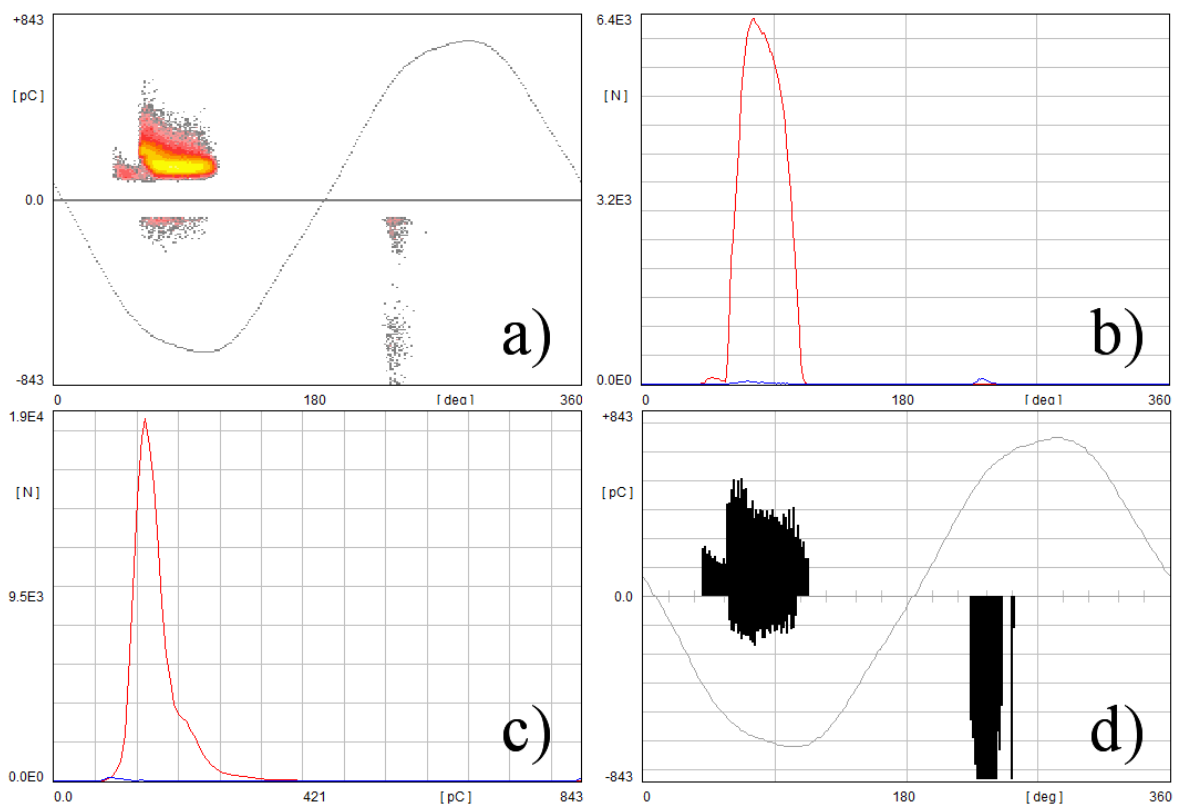 +843
[ pC ]
0.0
-843
0
180
[ deg ]
360
a)
6.4E3
[ N ]
3.2E3
0.0E0
0
180
[ deg ]
360
b)
1.9E4
[ N ]
9.5E3
0.0E0
0.0
421
[ pC ]
843
c)
+843
[ pC ]
0.0
-843
0
180
[ deg ]
360
d)